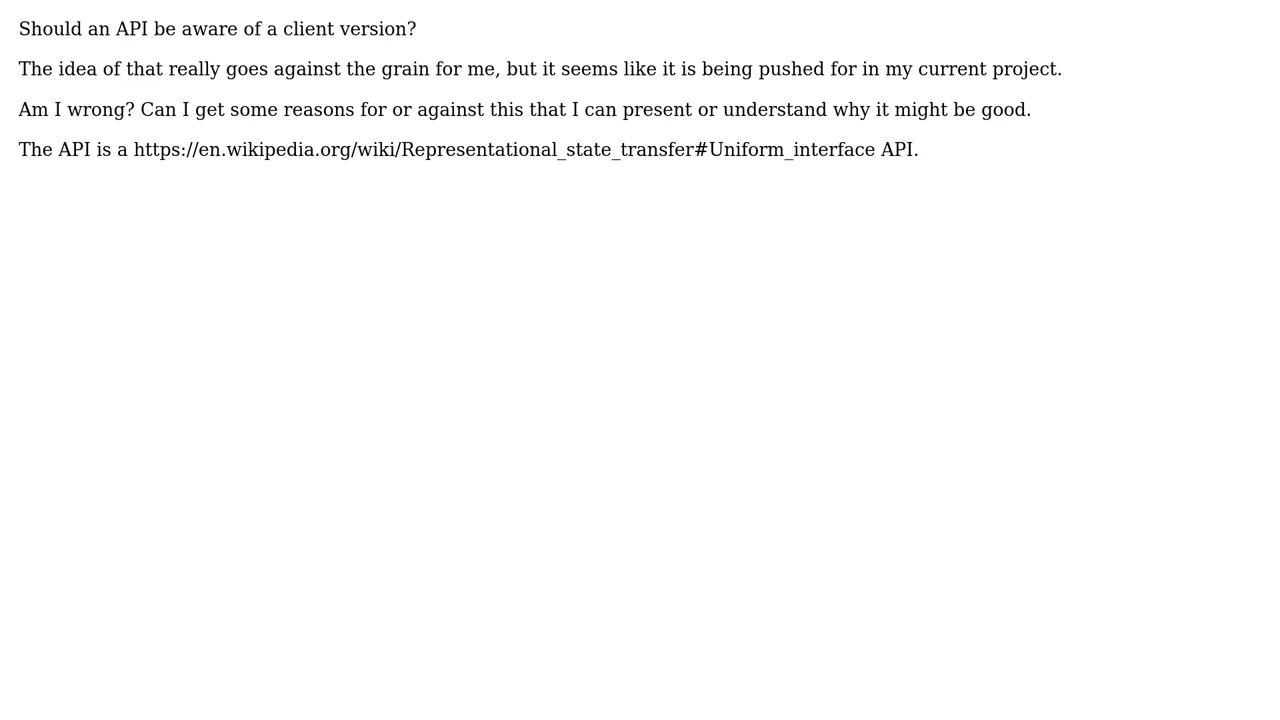 Should an API be aware of a client version?
The idea of that really goes against the grain for me, but it seems like it is being pushed for in my current project.
Am I wrong? Can I get some reasons for or against this that I can present or understand why it might be good.
The API is a https://en.wikipedia.org/wiki/Representational_state_transfer#Uniform_interface API.